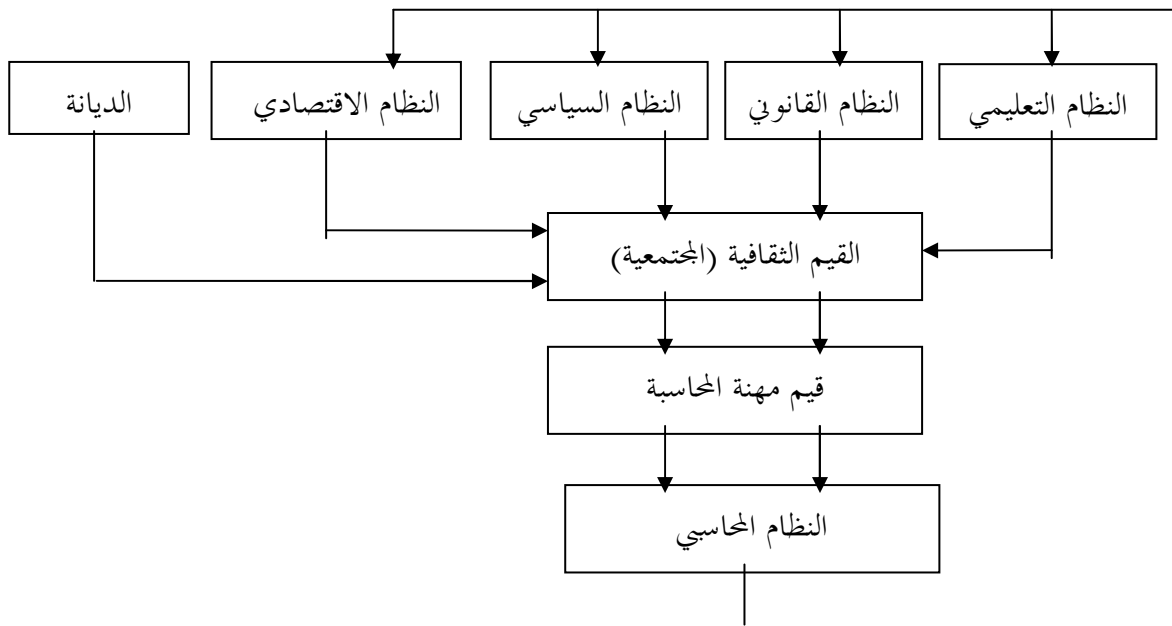 النظام التعليمي
النظام القانوني
النظام السياسي
النظام الاقتصادي
الديانة
القيم الثقافية (المجتمعية)
قيم مهنة المحاسبة
النظام المحاسبي